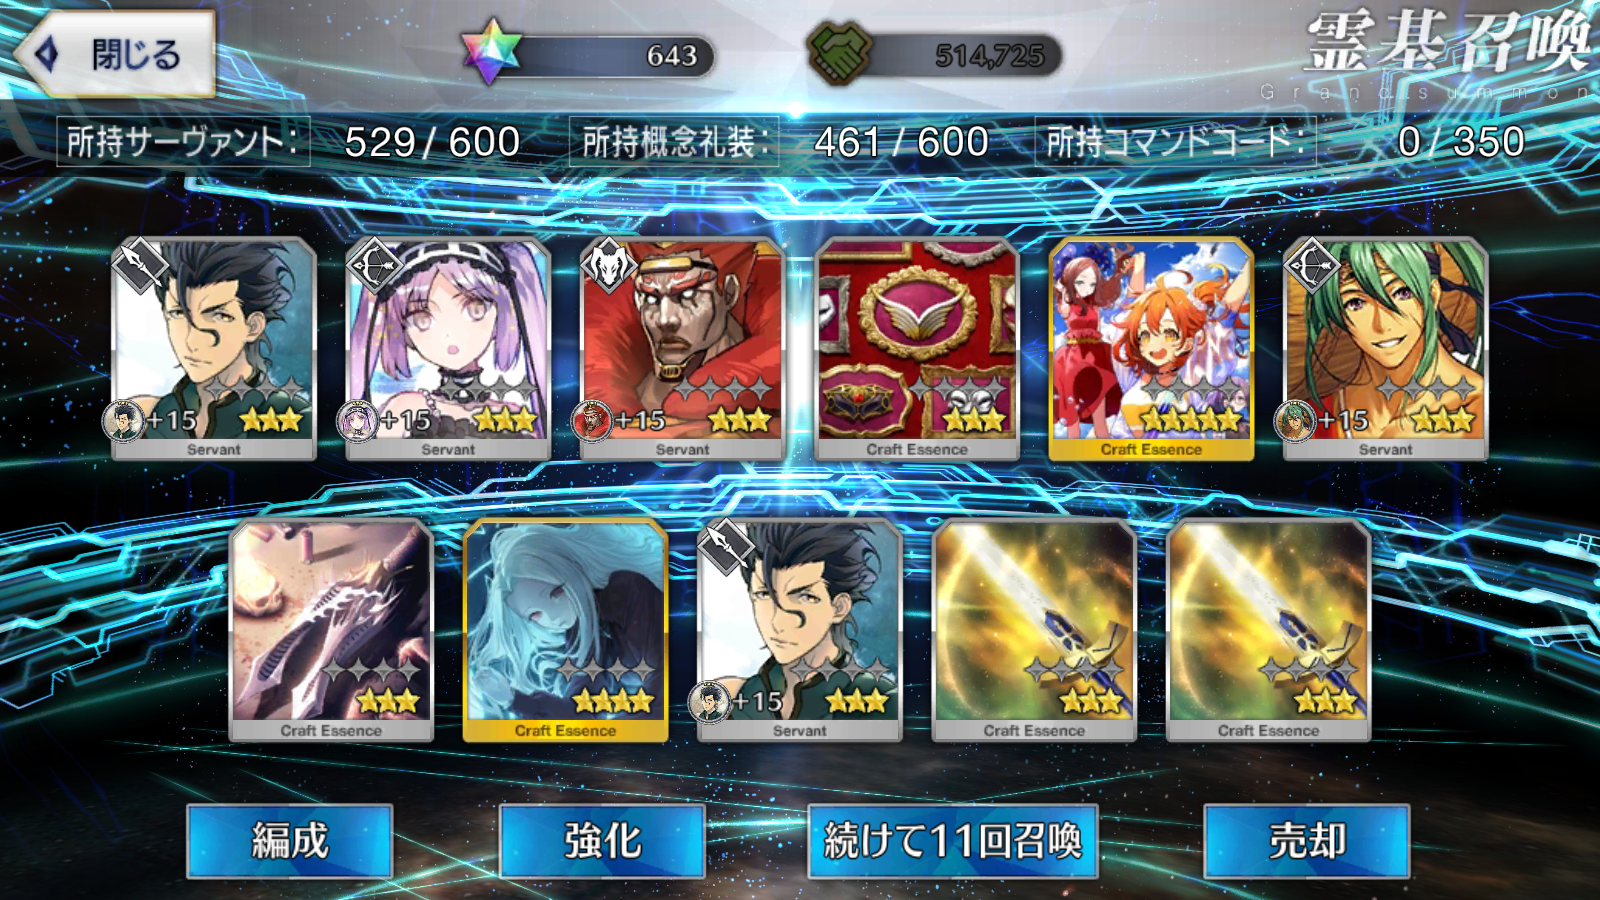 閉じる
643
514,725
霊基召喚
Grand summon
所持サーヴァント: 529 / 600
所持概念礼装: 461 / 600
所持コマンドコード: 0 / 350
+15
+15
+15
+15
Servant
Servant
Servant
Craft Essence
Craft Essence
Servant
+15
Craft Essence
Craft Essence
Servant
Craft Essence
Craft Essence
編成
強化
続けて11回召喚
売却